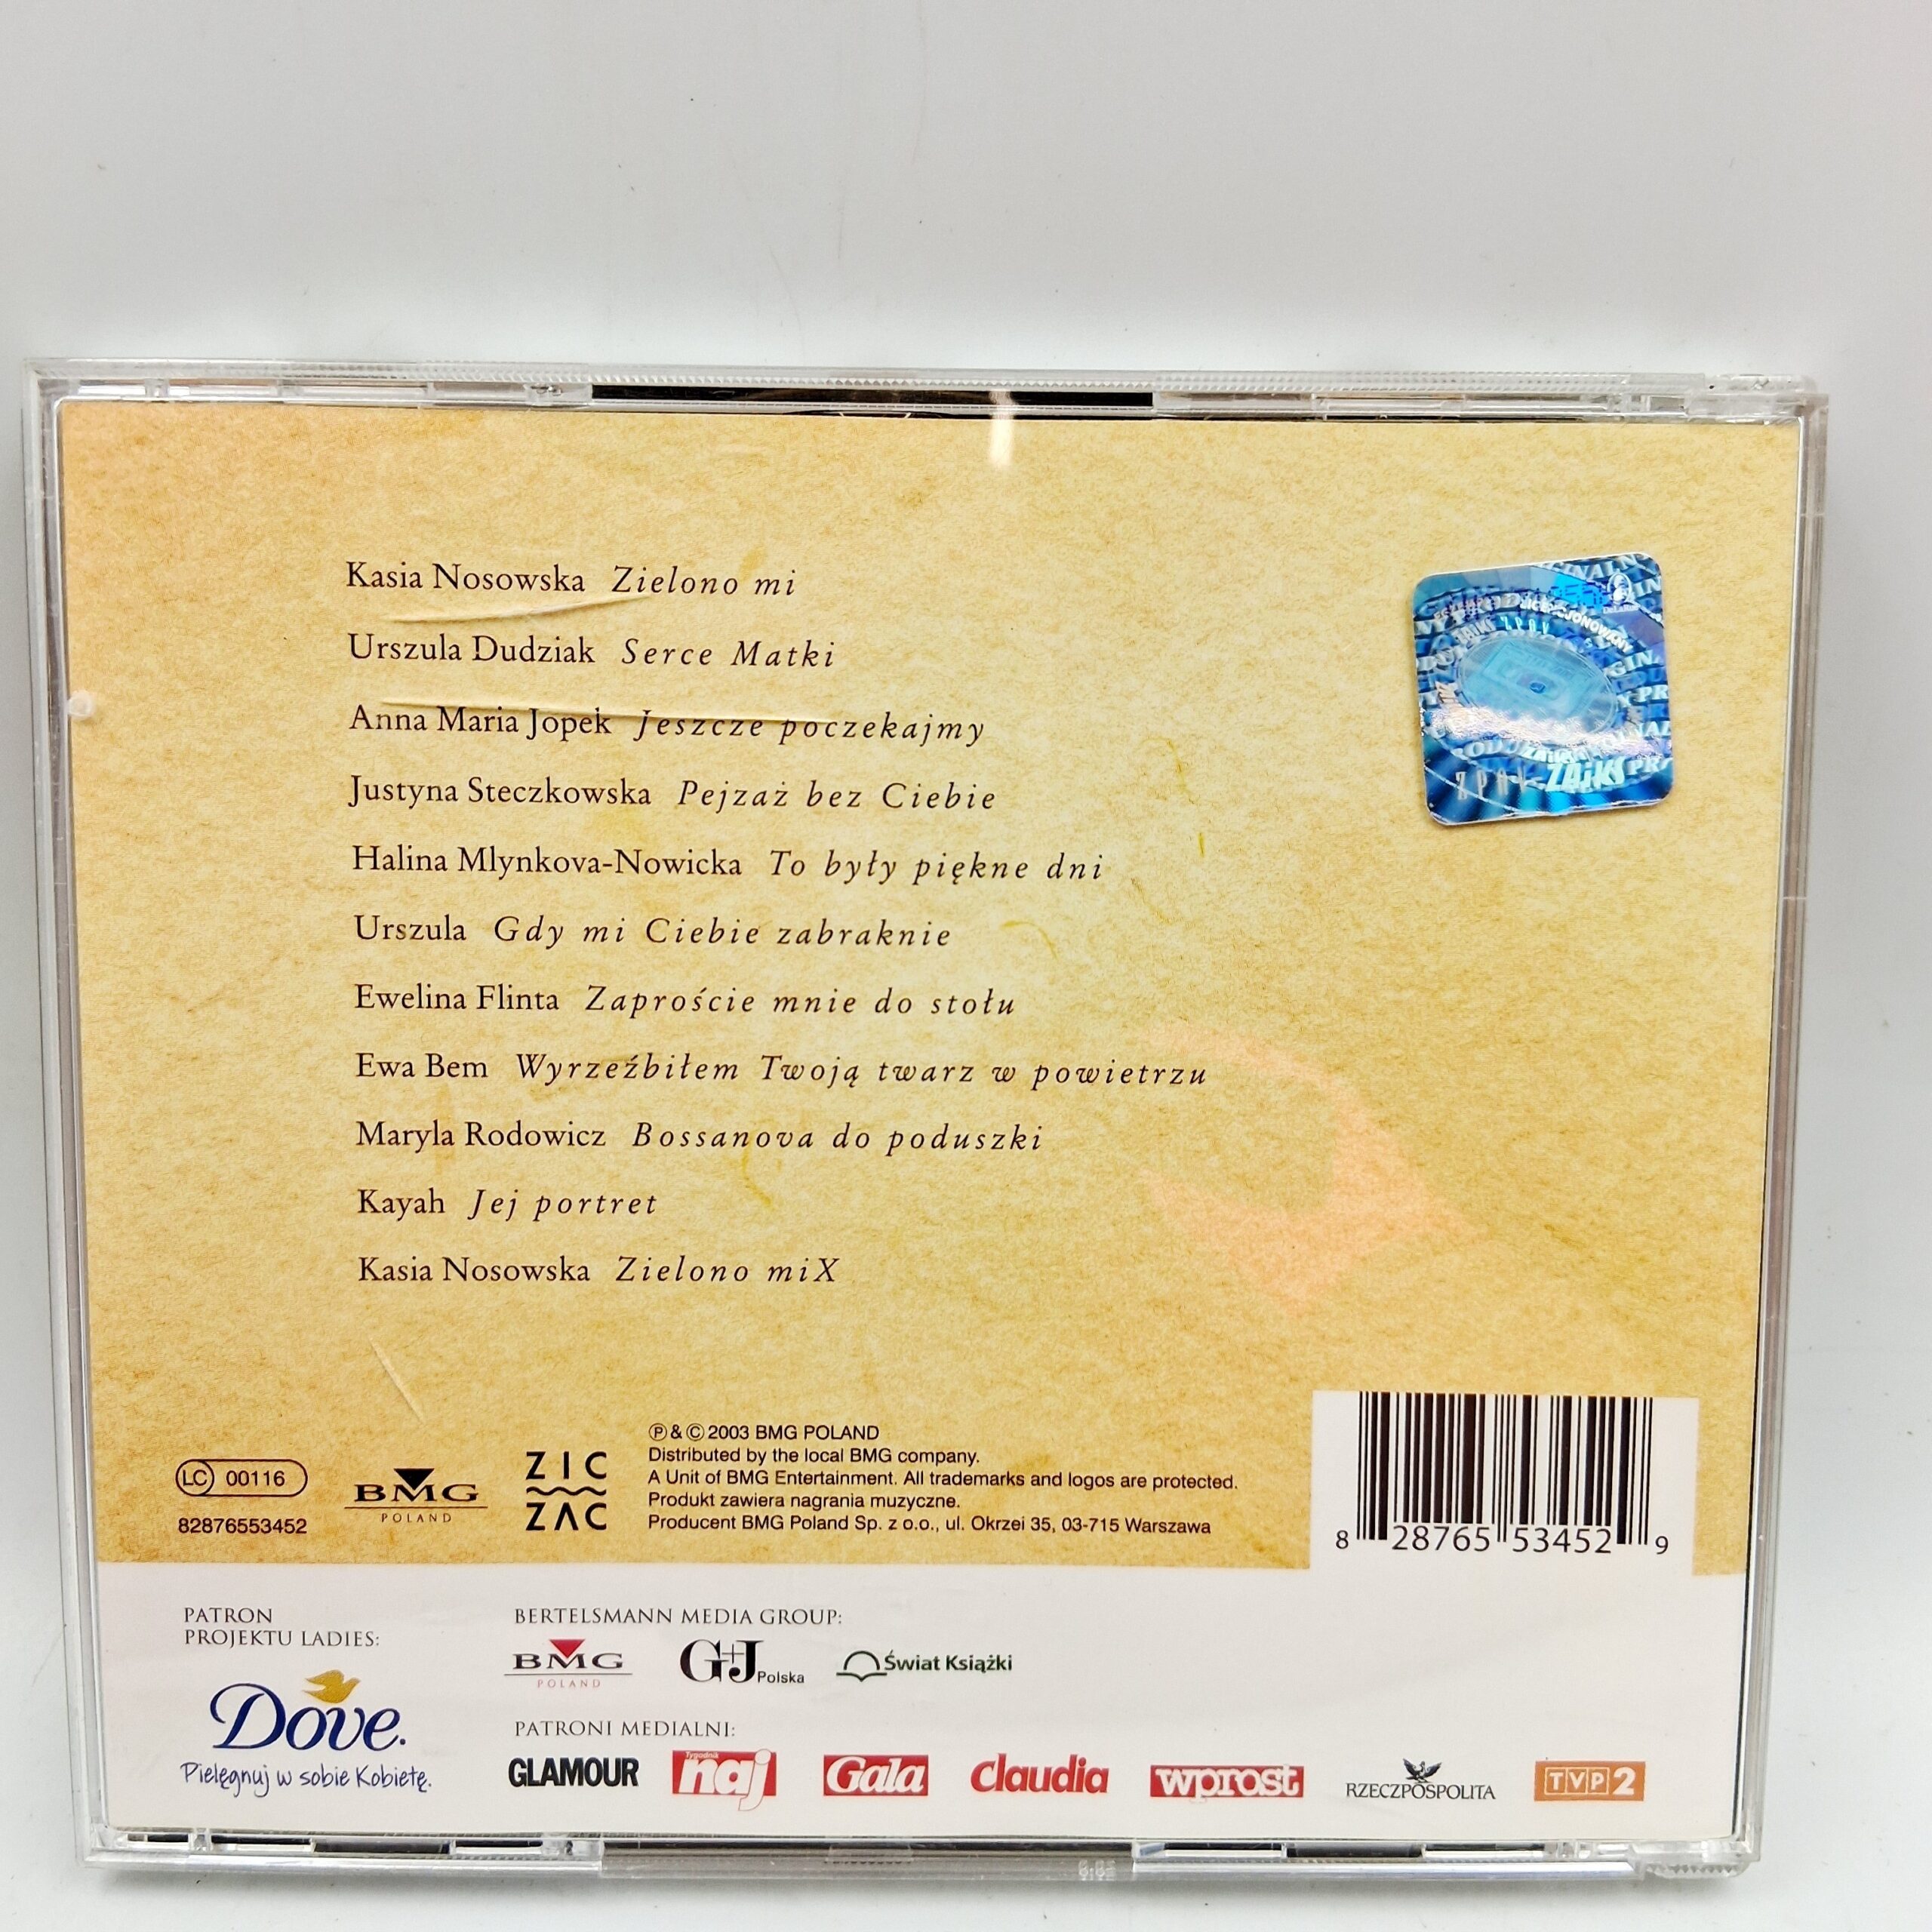 Kasia Nosowska Zielono mi
Urszula Dudziak Serce Matki
Anna Maria Jopek Jeszcze poczekajmy
Justyna Steczkowska Pejzaż bez Ciebie
Halina Mlynkova-Nowicka To były piękne dni
Urszula Gdy mi Ciebie zabraknie
Ewelina Flinta Zaproście mnie do stołu
Ewa Bem Wyrzeźbiłem Twoją twarz w powietrzu
Maryla Rodowicz Bossanova do poduszki
Kayah Jej portret
Kasia Nosowska Zielono miX
ZPAV ZAiKS
LC 00116
82876553452
BMG
POLAND
ZIC
ZAC
℗ & © 2003 BMG POLAND
Distributed by the local BMG company.
A Unit of BMG Entertainment. All trademarks and logos are protected.
Produkt zawiera nagrania muzyczne.
Producent BMG Poland Sp. z o.o., ul. Okrzei 35, 03-715 Warszawa
8 28765 53452 9
PATRON
PROJEKTU LADIES:
Dove.
Pielęgnuj w sobie Kobietę.
BERTELSMANN MEDIA GROUP:
BMG
POLAND
G+J Polska
Świat Książki
PATRONI MEDIALNI:
GLAMOUR
Tygodnik
naj
Gala
claudia
wprost
RZECZPOSPOLITA
TVP2